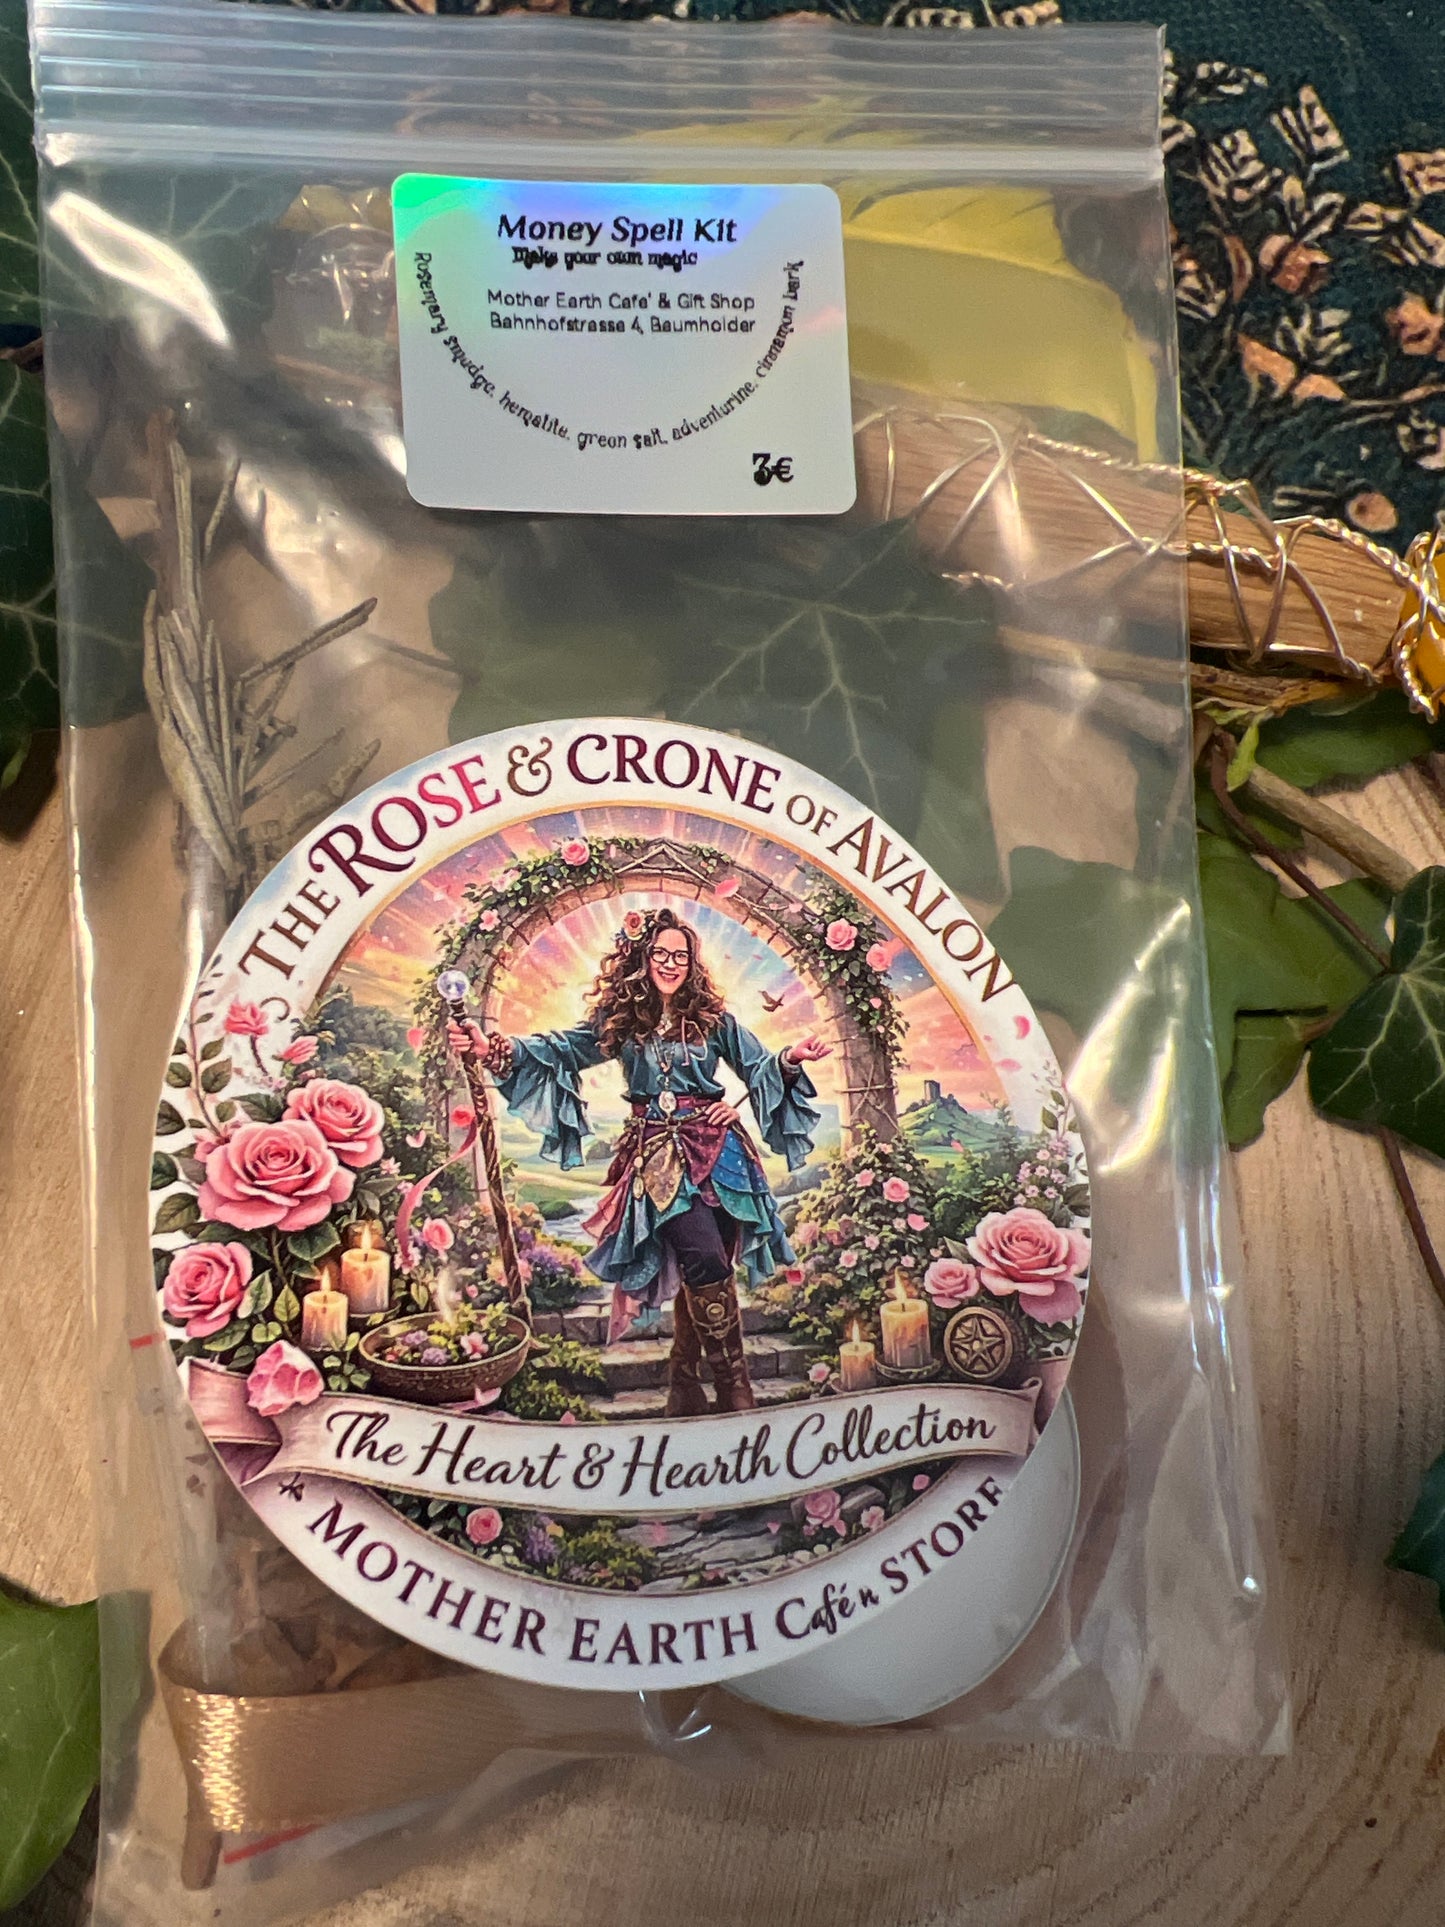 Money Spell Kit
Make your own magic
Mother Earth Cafe' & Gift Shop
Bahnhofstrasse 4, Baumholder
Rosemary smudge, hematite, green salt, adventurine, cinnamon bark
3€
THE ROSE & CRONE OF AVALON
The Heart & Hearth Collection
* MOTHER EARTH Café n STORE